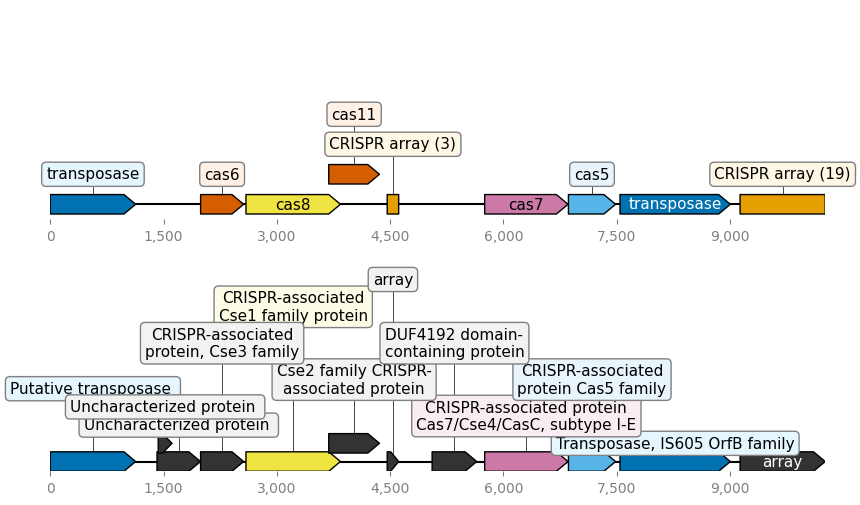 cas11
CRISPR array (3)
transposase
cas6
cas5
CRISPR array (19)
cas8
cas7
transposase
0
1,500
3,000
4,500
6,000
7,500
9,000
array
CRISPR-associated
Cse1 family protein
CRISPR-associated
protein, Cse3 family
DUF4192 domain-
containing protein
Cse2 family CRISPR-
associated protein
CRISPR-associated
protein Cas5 family
Putative transposase
Uncharacterized protein
Uncharacterized protein
CRISPR-associated protein
Cas7/Cse4/CasC, subtype I-E
Transposase, IS605 OrfB family
array
0
1,500
3,000
4,500
6,000
7,500
9,000